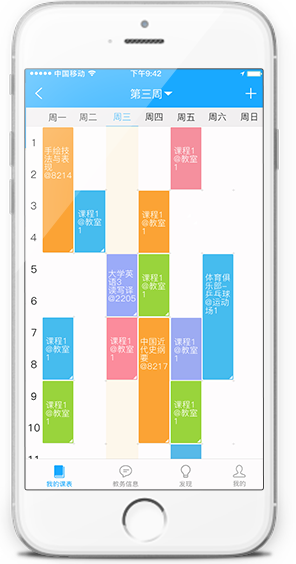 中国移动
下午9:42
第三周
周一 周二 周三 周四 周五 周六 周日
1
手绘技
法与表
现
@8214
课程1
@教室
1
2
3
课程1
@教室
1
课程1
@教室
1
4
5
大学英
语3
读写译
@2205
课程1
@教室
1
体育俱
乐部~
乒乓球
@运动
场1
6
7
课程1
@教室
1
课程1
@教室
1
中国近
代史纲
要
@8217
课程1
@教室
1
8
9
课程1
@教室
1
课程1
@教室
1
10
11
我的课表 教务信息 发现 我的